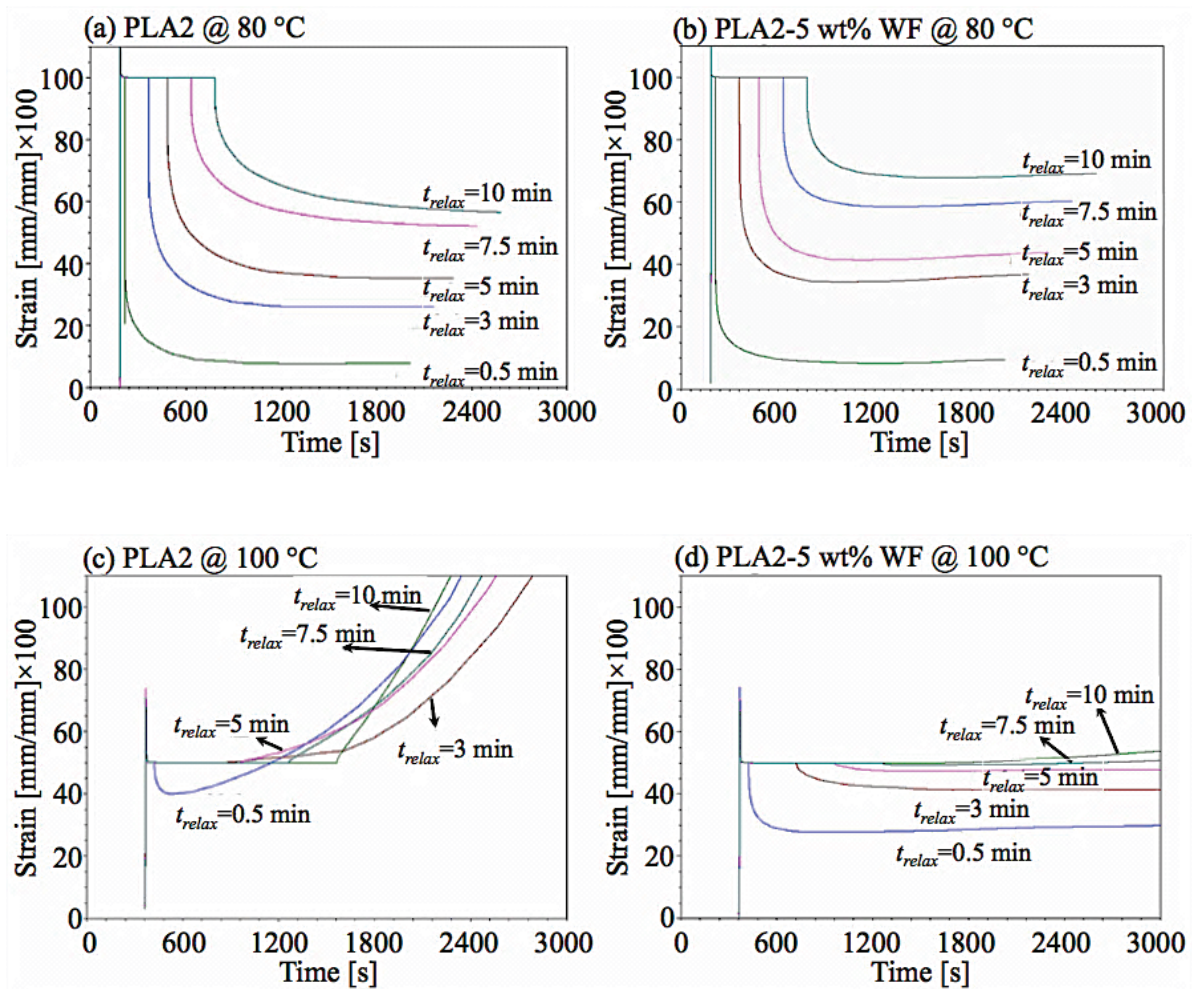 (a) PLA2 @ 80 °C
Strain [mm/mm]×100
100
80
60
40
20
0
t_relax=10 min
t_relax=7.5 min
t_relax=5 min
t_relax=3 min
t_relax=0.5 min
0 600 1200 1800 2400 3000
Time [s]
(b) PLA2-5 wt% WF @ 80 °C
Strain [mm/mm]×100
100
80
60
40
20
0
t_relax=10 min
t_relax=7.5 min
t_relax=5 min
t_relax=3 min
t_relax=0.5 min
0 600 1200 1800 2400 3000
Time [s]
(c) PLA2 @ 100 °C
Strain [mm/mm]×100
100
80
60
40
20
0
t_relax=10 min
t_relax=7.5 min
t_relax=5 min
t_relax=3 min
t_relax=0.5 min
0 600 1200 1800 2400 3000
Time [s]
(d) PLA2-5 wt% WF @ 100 °C
Strain [mm/mm]×100
100
80
60
40
20
0
t_relax=10 min
t_relax=7.5 min
t_relax=5 min
t_relax=3 min
t_relax=0.5 min
0 600 1200 1800 2400 3000
Time [s]